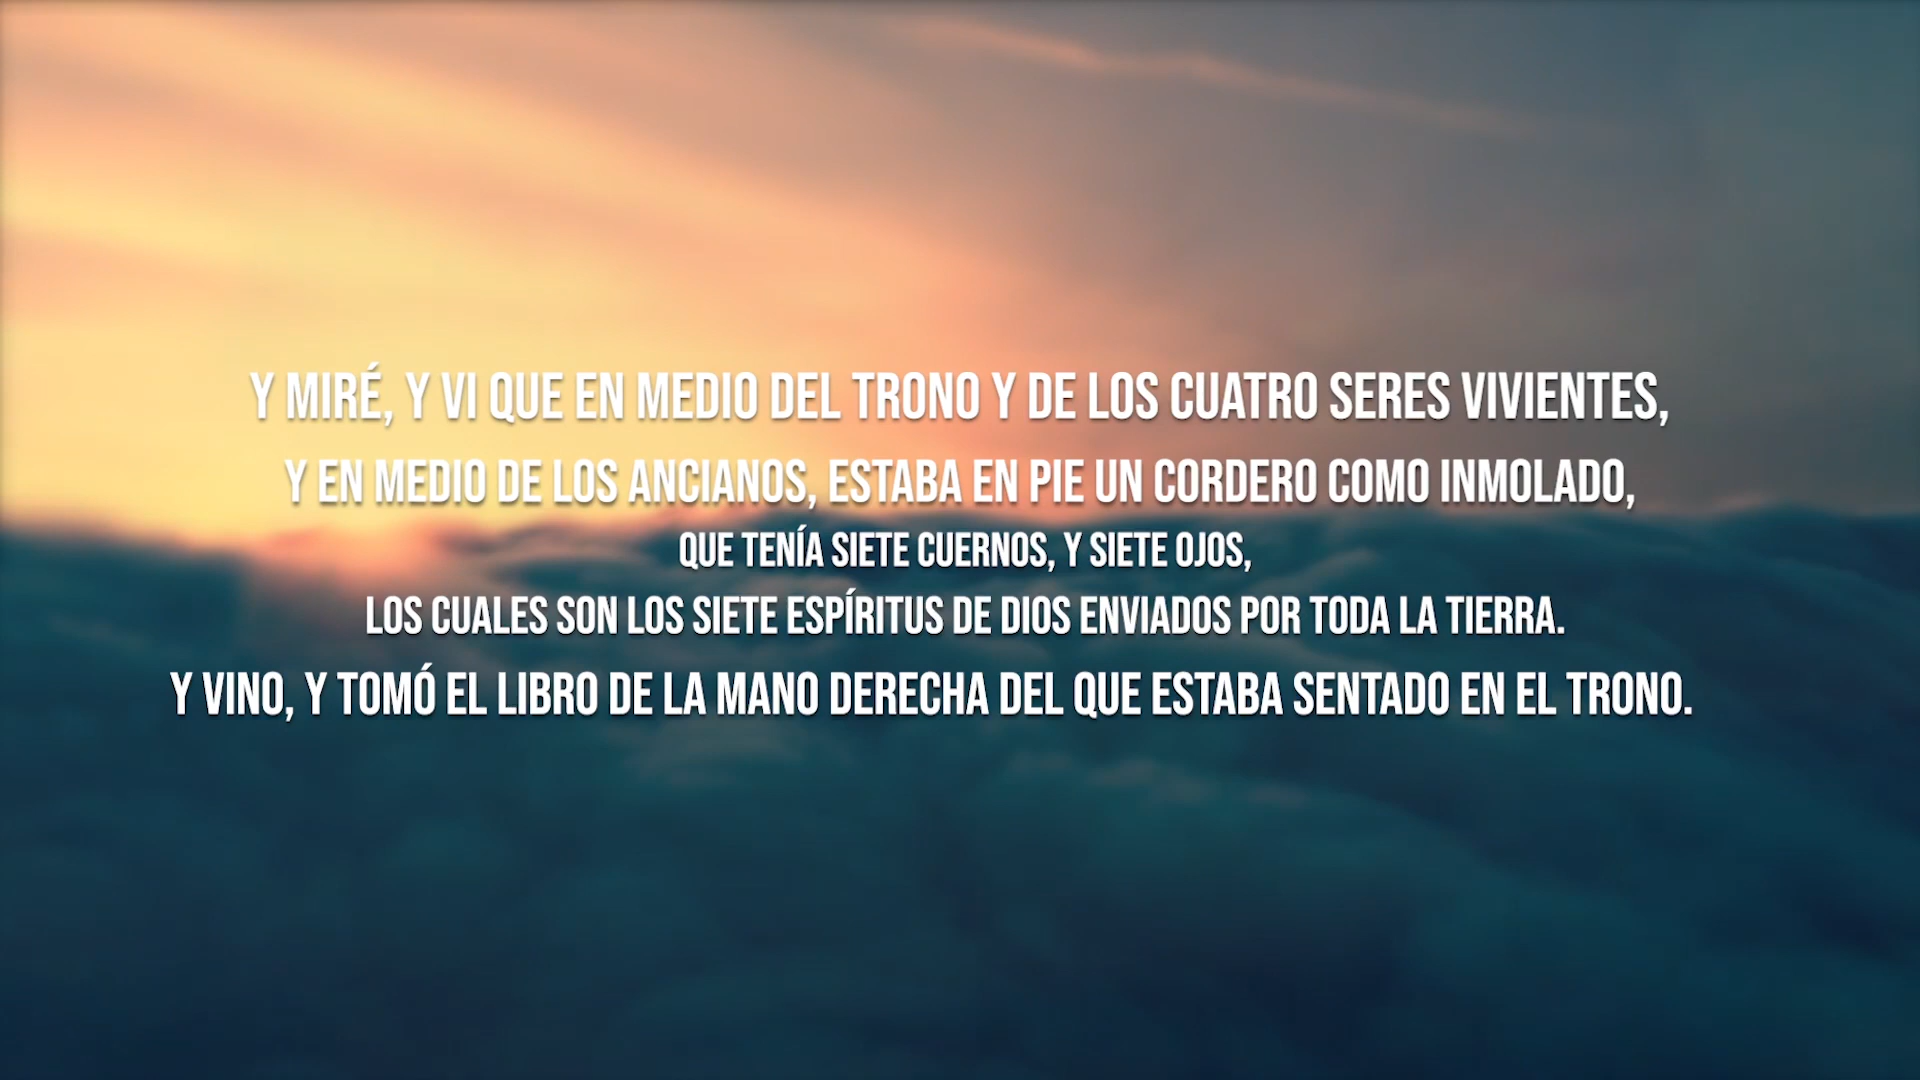 Y MIRÉ, Y VI QUE EN MEDIO DEL TRONO Y DE LOS CUATRO SERES VIVIENTES,
Y EN MEDIO DE LOS ANCIANOS, ESTABA EN PIE UN CORDERO COMO INMOLADO,
QUE TENÍA SIETE CUERNOS, Y SIETE OJOS,
LOS CUALES SON LOS SIETE ESPÍRITUS DE DIOS ENVIADOS POR TODA LA TIERRA.
Y VINO, Y TOMÓ EL LIBRO DE LA MANO DERECHA DEL QUE ESTABA SENTADO EN EL TRONO.